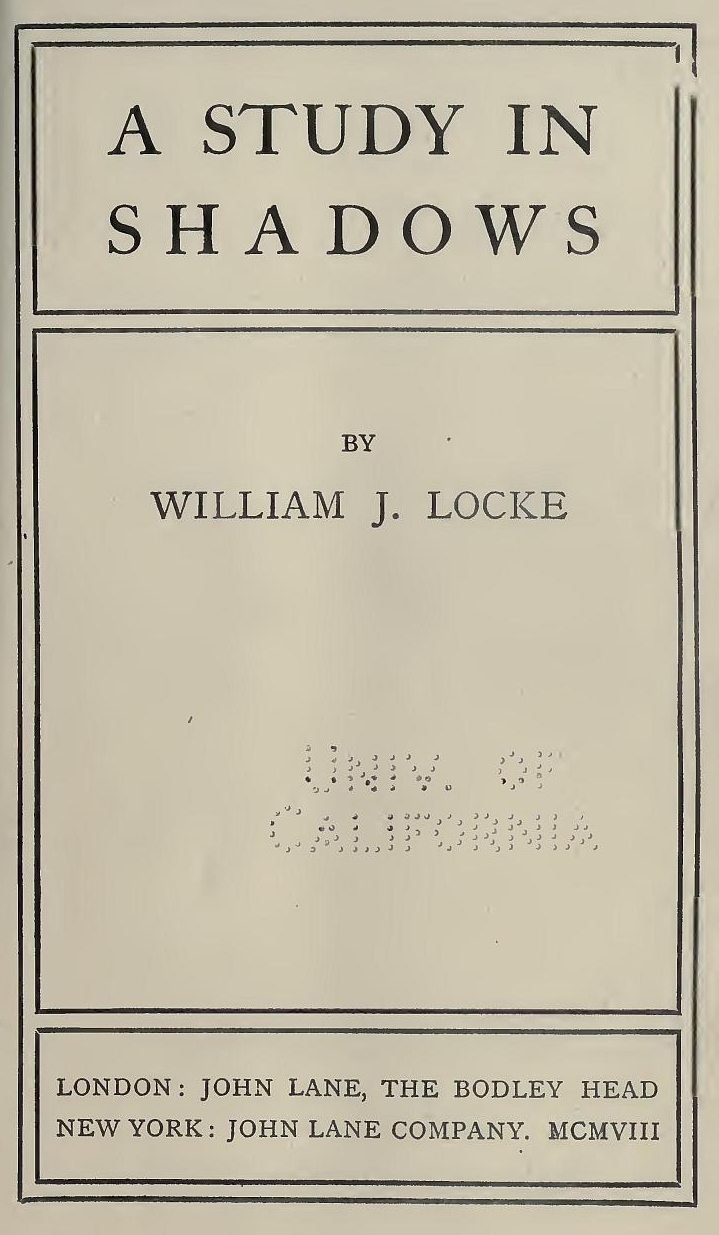 A STUDY IN
SHADOWS
BY
WILLIAM J. LOCKE
UNIV. OF
CALIFORNIA
LONDON: JOHN LANE, THE BODLEY HEAD
NEW YORK: JOHN LANE COMPANY. MCMVIII